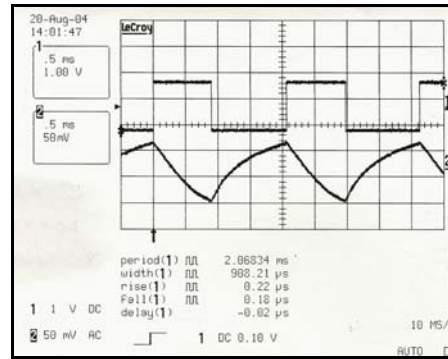 20-Aug-04
14:01:47
LeCroy
1
.5 ms
1.00 V
2
.5 ms
50mV
1
2
period(1) 2.06834 ms
width(1) 908.21 µs
rise(1) 0.22 µs
fall(1) 0.18 µs
delay(1) -0.02 µs
1 1 V DC
2 50 mV AC
1 DC 0.10 V
10 MS/
AUTO